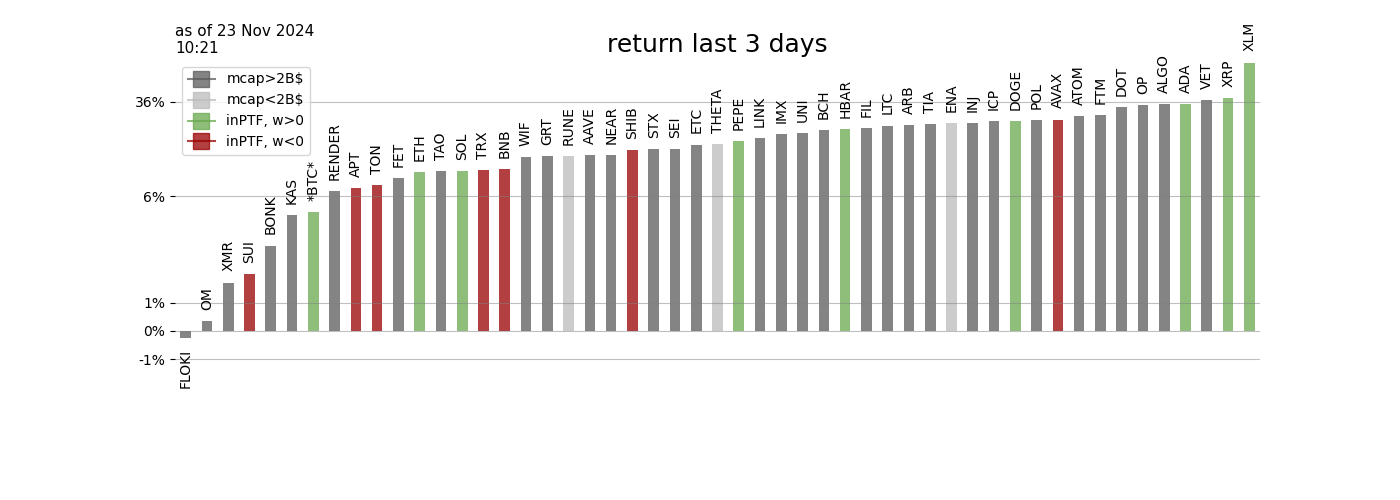 as of 23 Nov 2024
10:21
return last 3 days
mcap>2B$
mcap<2B$
inPTF, w>0
inPTF, w<0
36%
6%
1%
0%
-1%
FLOKI
OM
XMR
SUI
BONK
KAS
*BTC*
RENDER
APT
TON
FET
ETH
TAO
SOL
TRX
BNB
WIF
GRT
RUNE
AAVE
NEAR
SHIB
STX
SEI
ETC
THETA
PEPE
LINK
IMX
UNI
BCH
HBAR
FIL
LTC
ARB
TIA
ENA
INJ
ICP
DOGE
POL
AVAX
ATOM
FTM
DOT
OP
ALGO
ADA
VET
XRP
XLM